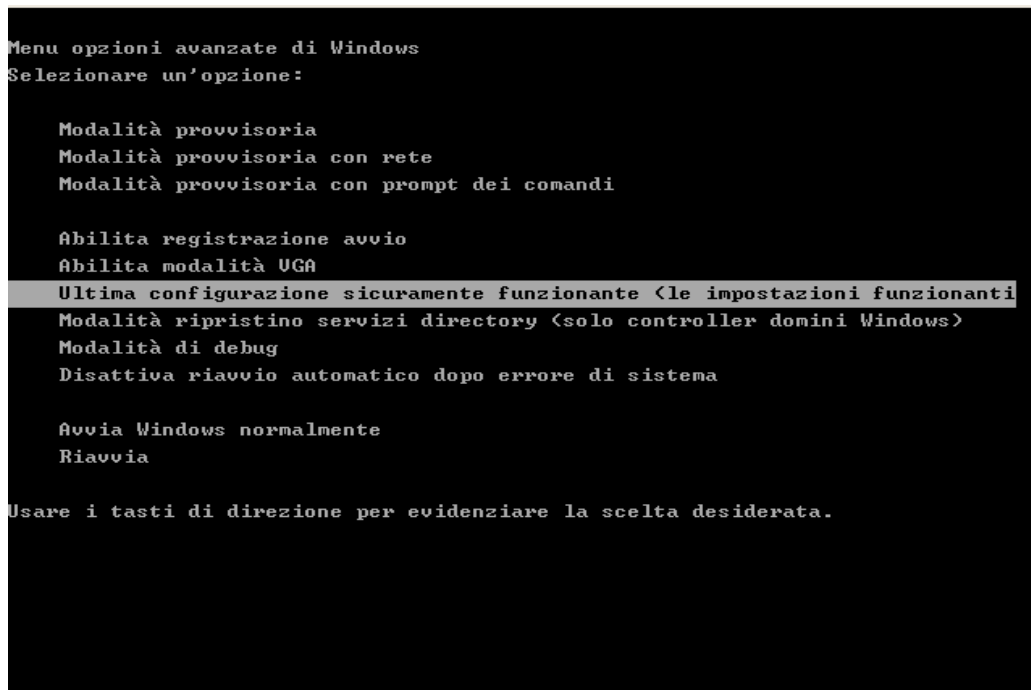 Menu opzioni avanzate di Windows
Selezionare un'opzione:
Modalità provvisoria
Modalità provvisoria con rete
Modalità provvisoria con prompt dei comandi
Abilita registrazione avvio
Abilita modalità VGA
Ultima configurazione sicuramente funzionante (le impostazioni funzionanti
Modalità ripristino servizi directory (solo controller domini Windows)
Modalità di debug
Disattiva riavvio automatico dopo errore di sistema
Avvia Windows normalmente
Riavvia
Usare i tasti di direzione per evidenziare la scelta desiderata.